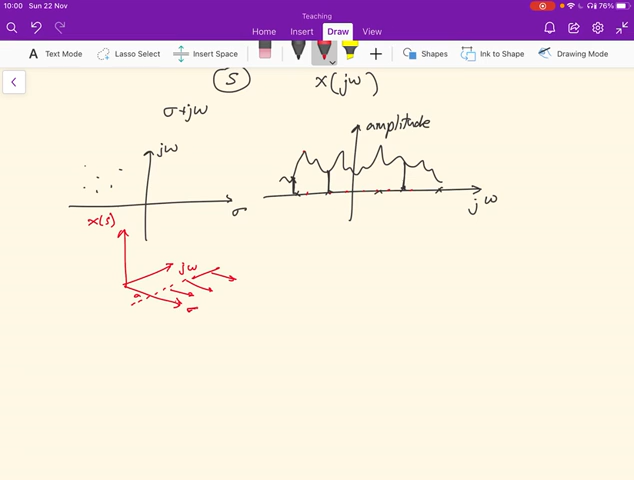 10:00 Sun 22 Nov
Teaching
76%
Home Insert Draw View
A Text Mode Lasso Select Insert Space Shapes Ink to Shape Drawing Mode
S x(jω)
σ+jω
amplitude
jω
σ
jω
x(s)
jω
σ